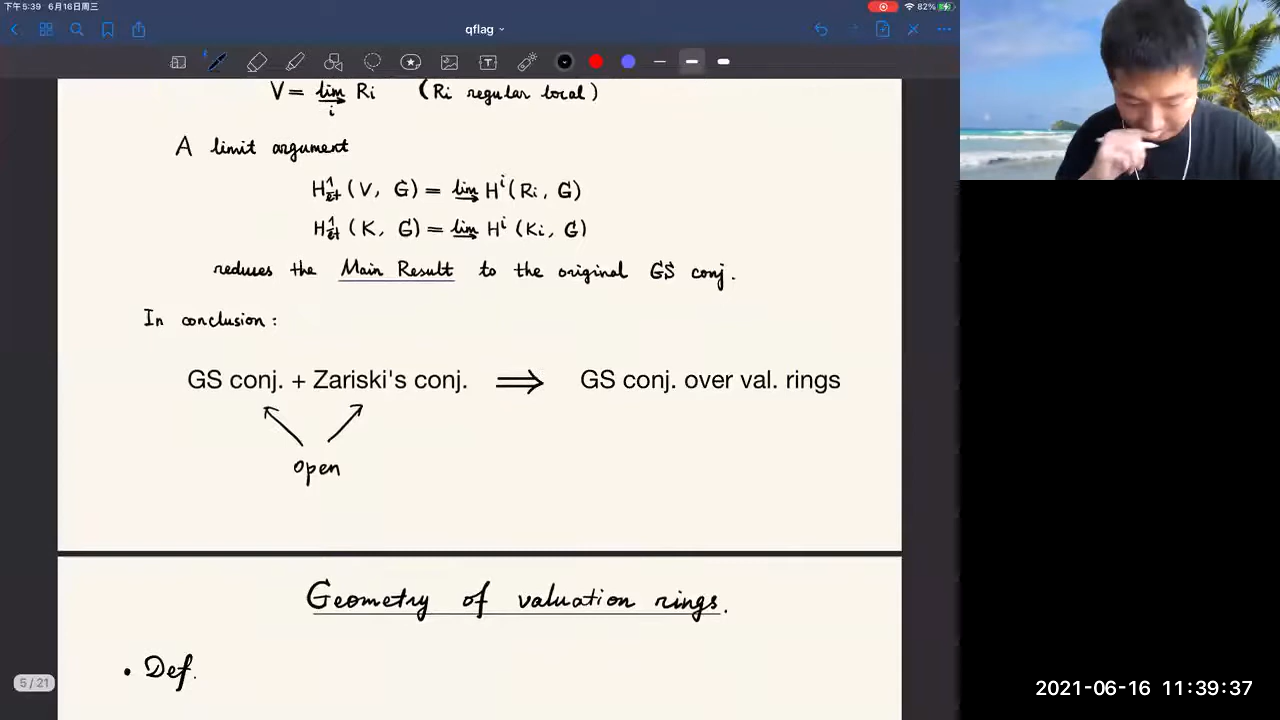 下午5:39 6月16日周三
82%
qflag
V = lim→ i Ri (Ri regular local)
A limit argument
H¹ét(V, G) = lim→ Hⁱ(Ri, G)
H¹ét(K, G) = lim→ Hⁱ(Ki, G)
reduces the Main Result to the original GS conj.
In conclusion:
GS conj. + Zariski's conj. ⟹ GS conj. over val. rings
open
Geometry of valuation rings.
• Def.
5 / 21
2021-06-16 11:39:37